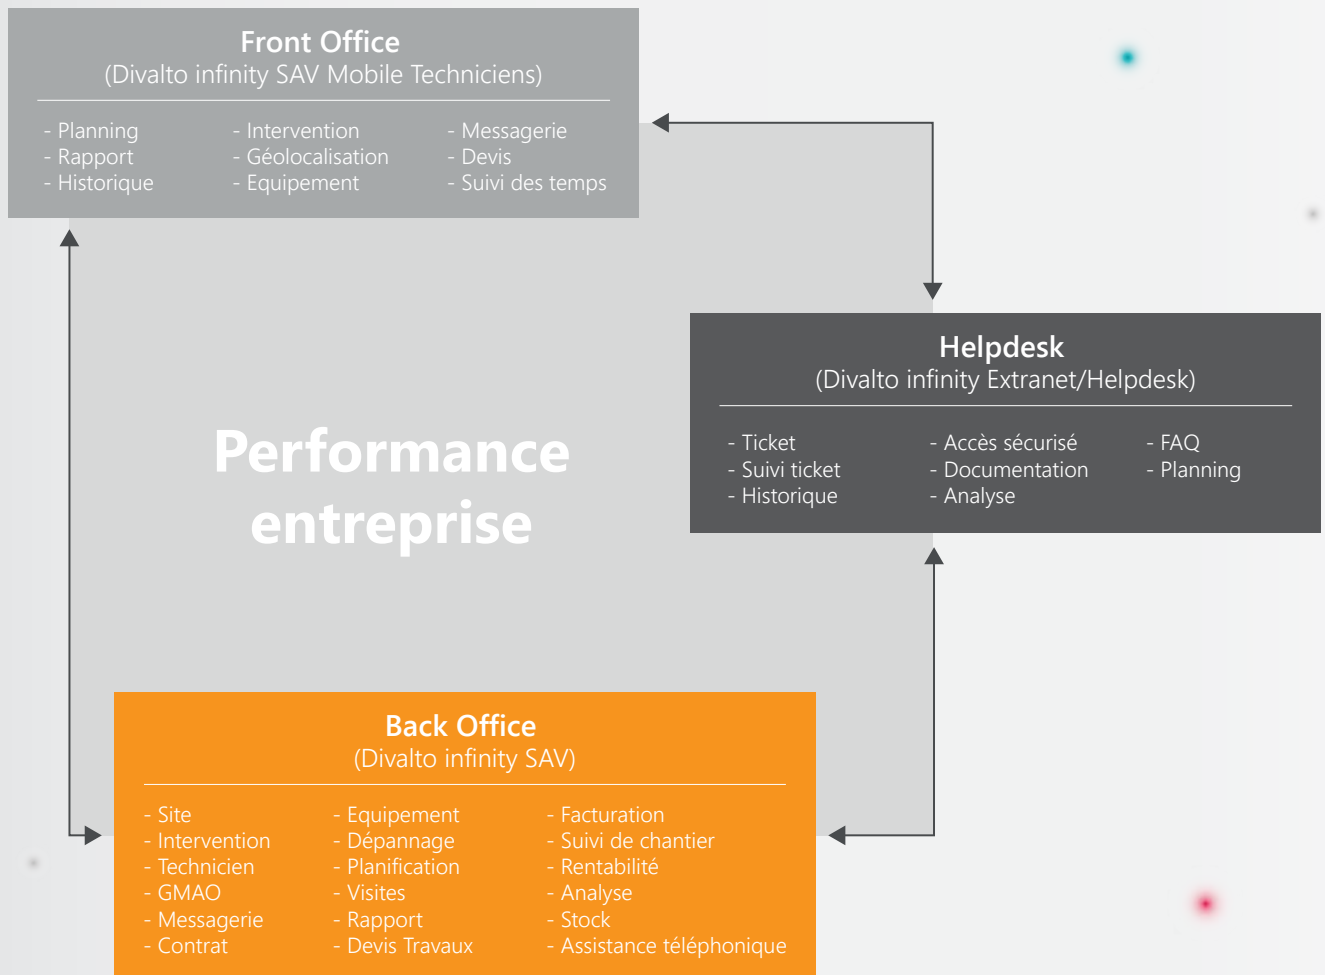 Front Office
(Divalto infinity SAV Mobile Techniciens)
- Planning
- Rapport
- Historique
- Intervention
- Géolocalisation
- Equipement
- Messagerie
- Devis
- Suivi des temps
Helpdesk
(Divalto infinity Extranet/Helpdesk)
- Ticket
- Suivi ticket
- Historique
- Accès sécurisé
- Documentation
- Analyse
- FAQ
- Planning
Performance
entreprise
Back Office
(Divalto infinity SAV)
- Site
- Intervention
- Technicien
- GMAO
- Messagerie
- Contrat
- Equipement
- Dépannage
- Planification
- Visites
- Rapport
- Devis Travaux
- Facturation
- Suivi de chantier
- Rentabilité
- Analyse
- Stock
- Assistance téléphonique